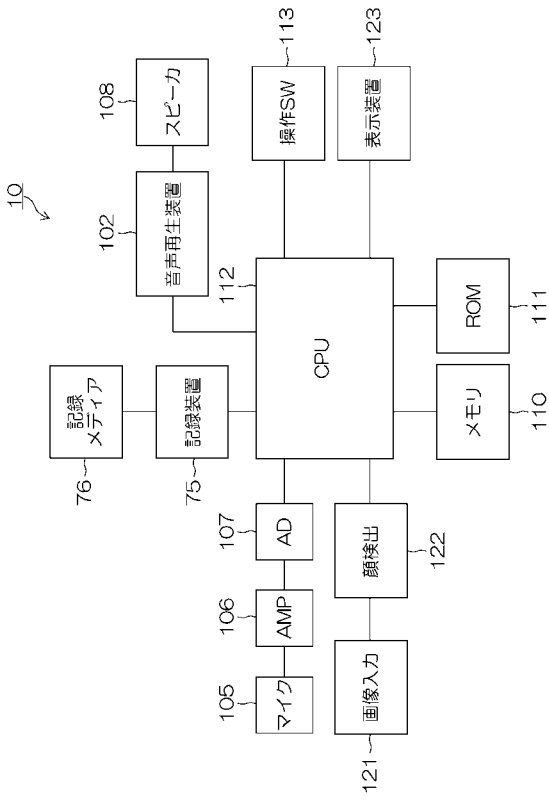 10
マイク
105
AMP
106
AD
107
記録
メディア
76
記録装置
75
音声再生装置
102
スピーカ
108
画像入力
121
顔検出
122
CPU
112
操作SW
113
表示装置
123
メモリ
110
ROM
111